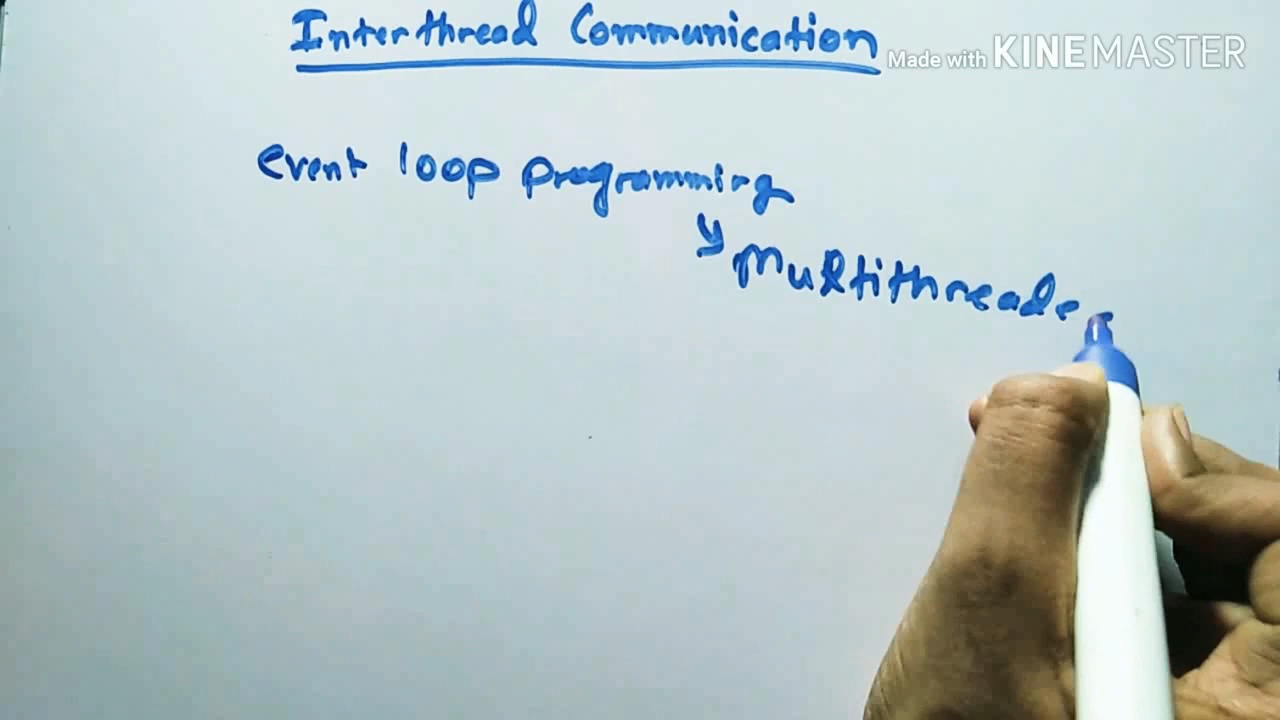 Interthread Communication
Made with KINEMASTER
event loop programming
Multithreade